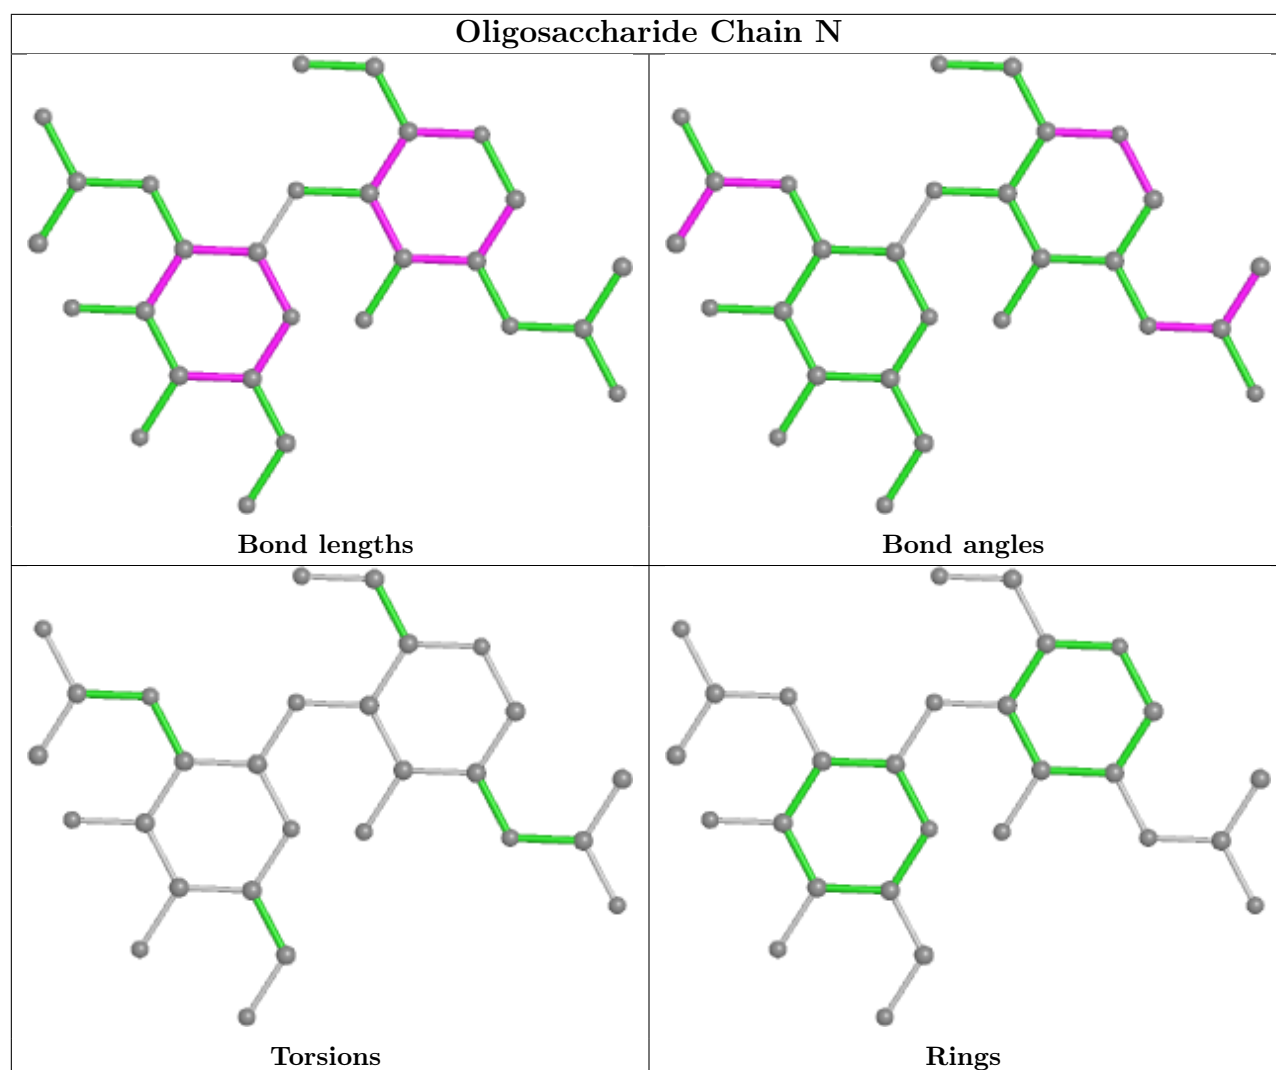 Oligosaccharide Chain N
Bond lengths
Bond angles
Torsions
Rings